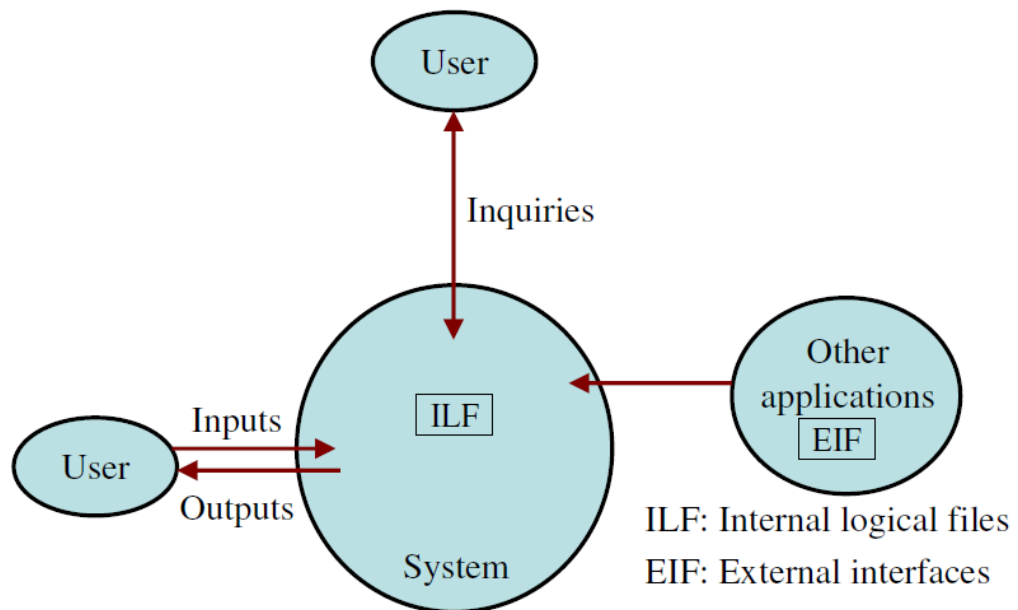 User
Inquiries
Other
applications
EIF
ILF
Inputs
User
Outputs
System
ILF: Internal logical files
EIF: External interfaces